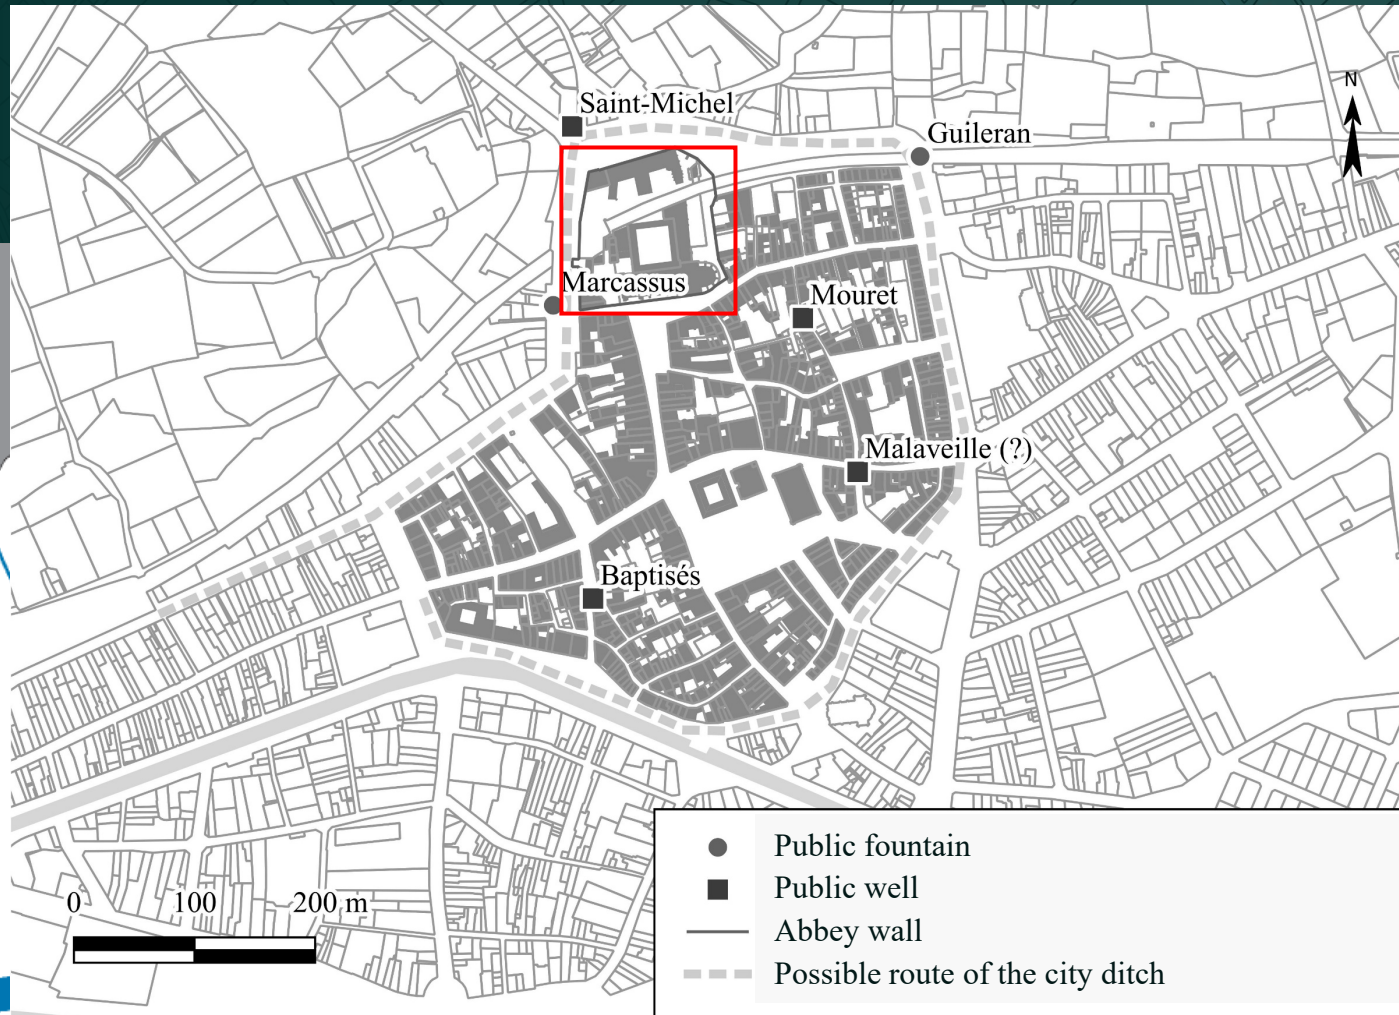 N
Saint-Michel
Guileran
Marcassus
Mouret
Malaveille (?)
Baptisés
0 100 200 m
Public fountain
Public well
Abbey wall
Possible route of the city ditch